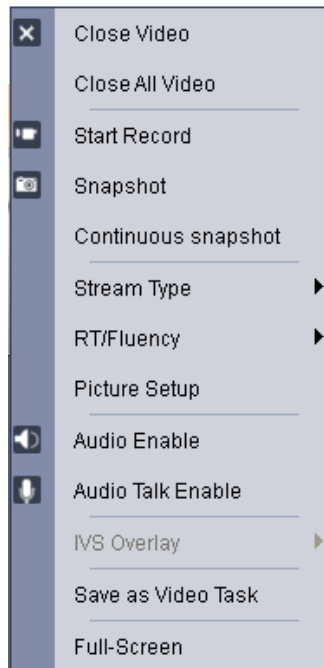 Close Video
Close All Video
Start Record
Snapshot
Continuous snapshot
Stream Type
RT/Fluency
Picture Setup
Audio Enable
Audio Talk Enable
IVS Overlay
Save as Video Task
Full-Screen